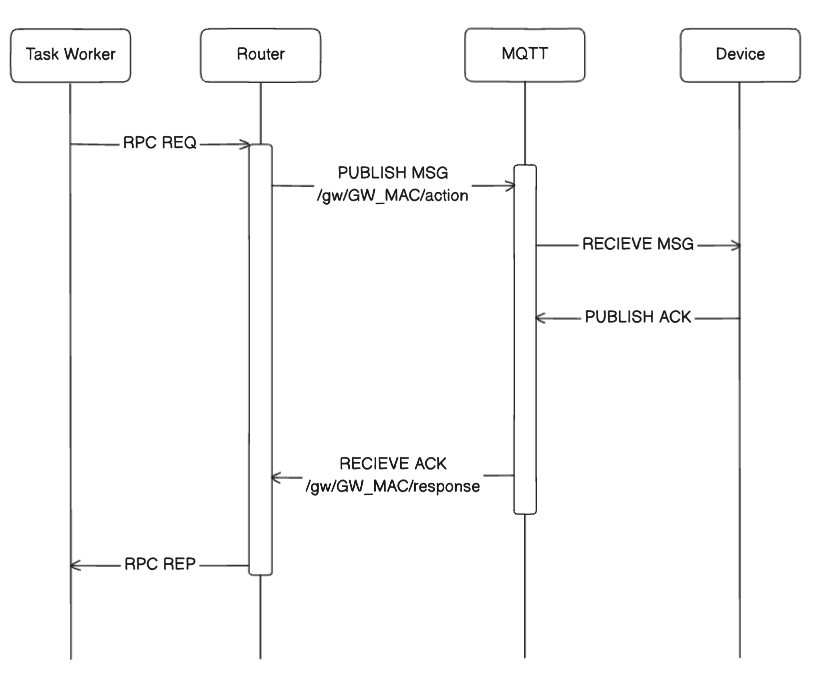 Task Worker
Router
MQTT
Device
RPC REQ
PUBLISH MSG
/gw/GW_MAC/action
RECIEVE MSG
PUBLISH ACK
RECIEVE ACK
/gw/GW_MAC/response
RPC REP